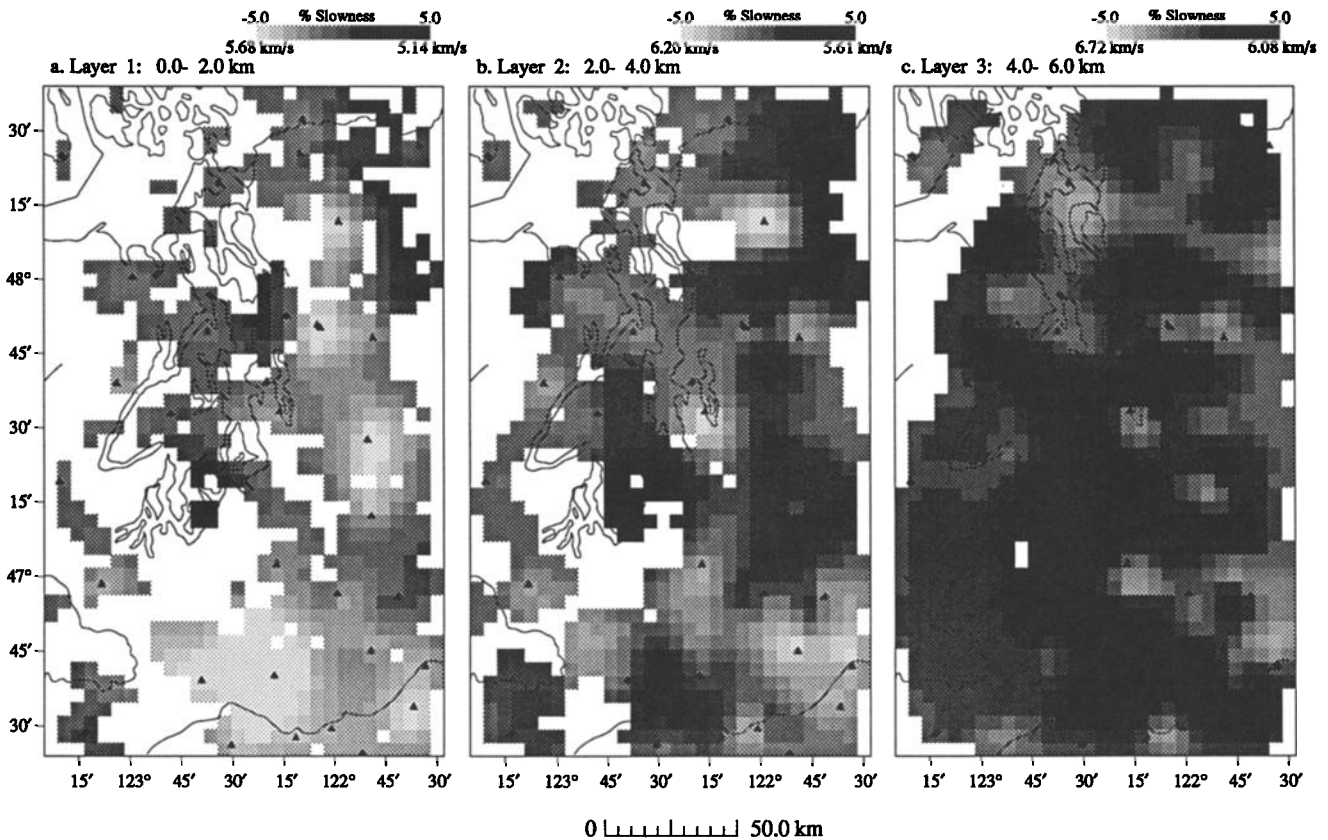 -5.0 % Slowness 5.0
5.68 km/s 5.14 km/s
a. Layer 1: 0.0- 2.0 km
-5.0 % Slowness 5.0
6.20 km/s 5.61 km/s
b. Layer 2: 2.0- 4.0 km
-5.0 % Slowness 5.0
6.72 km/s 6.08 km/s
c. Layer 3: 4.0- 6.0 km
30'
15'
48°
45'
30'
15'
47°
45'
30'
15' 123° 45' 30' 15' 122° 45' 30'
15' 123° 45' 30' 15' 122° 45' 30'
15' 123° 45' 30' 15' 122° 45' 30'
0 50.0 km